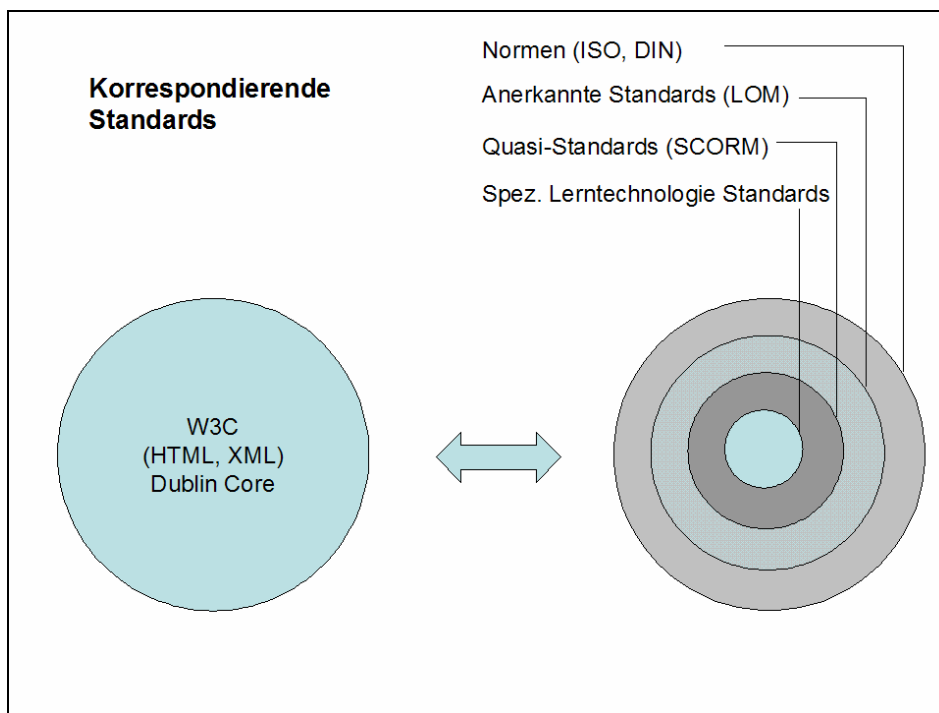 Korrespondierende
Standards
Normen (ISO, DIN)
Anerkannte Standards (LOM)
Quasi-Standards (SCORM)
Spez. Lerntechnologie Standards
W3C
(HTML, XML)
Dublin Core